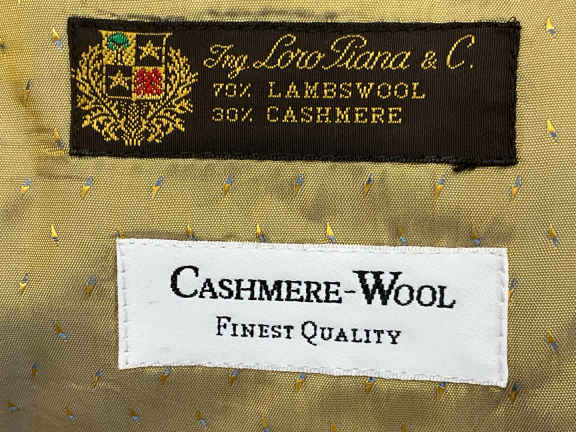 Ing Loro Piana & C.
70% LAMBSWOOL
30% CASHMERE
CASHMERE-WOOL
FINEST QUALITY